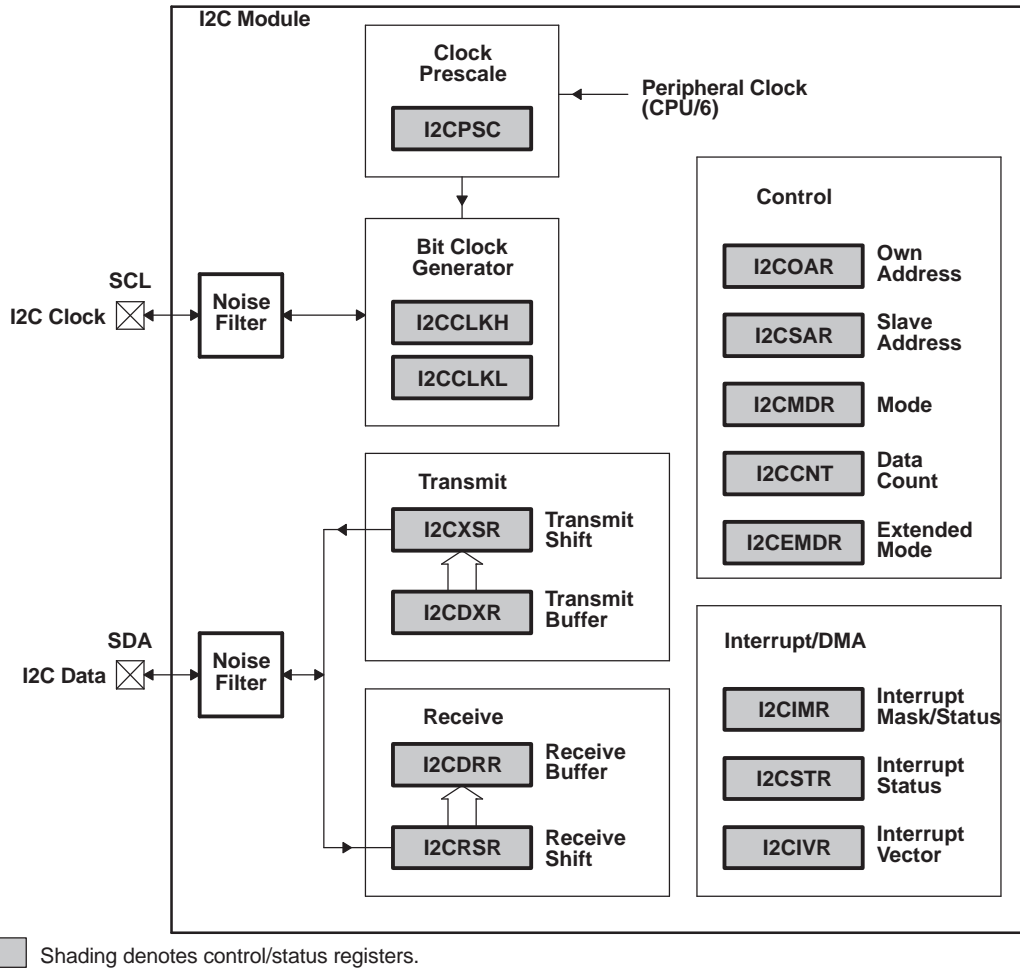 I2C Module
Clock
Prescale
I2CPSC
Peripheral Clock
(CPU/6)
Bit Clock
Generator
I2CCLKH
I2CCLKL
SCL
I2C Clock
Noise
Filter
Control
I2COAR
Own
Address
I2CSAR
Slave
Address
I2CMDR
Mode
I2CCNT
Data
Count
I2CEMDR
Extended
Mode
Transmit
I2CXSR
Transmit
Shift
I2CDXR
Transmit
Buffer
SDA
I2C Data
Noise
Filter
Receive
I2CDRR
Receive
Buffer
I2CRSR
Receive
Shift
Interrupt/DMA
I2CIMR
Interrupt
Mask/Status
I2CSTR
Interrupt
Status
I2CIVR
Interrupt
Vector
Shading denotes control/status registers.